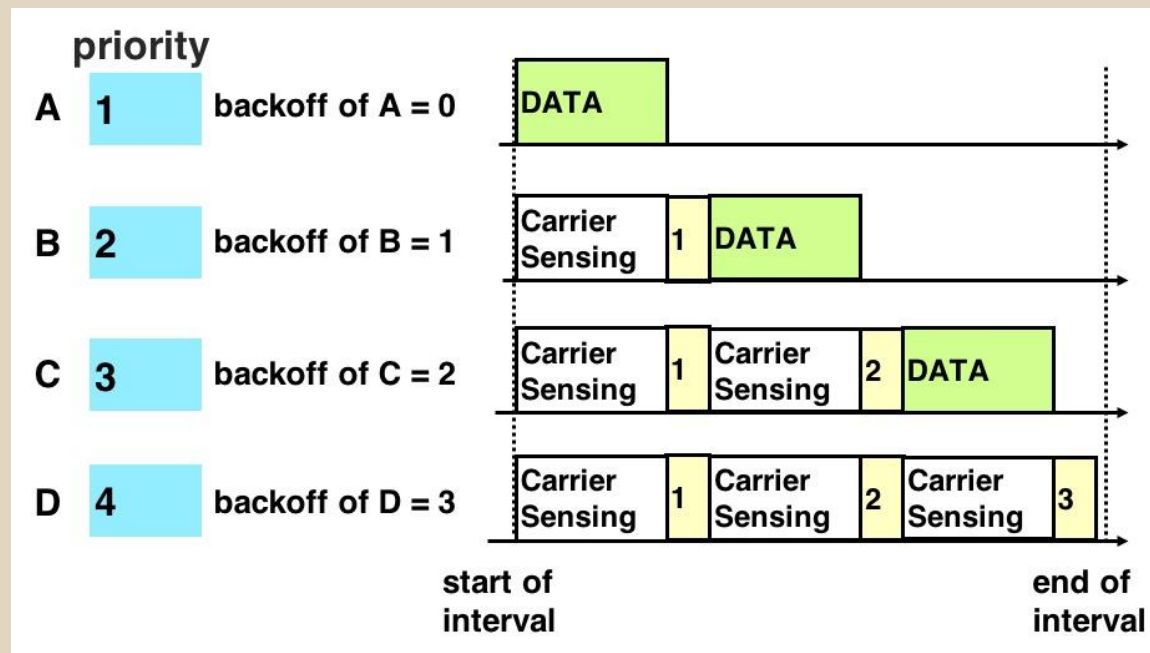 priority
A 1 backoff of A = 0 DATA
B 2 backoff of B = 1 Carrier Sensing 1 DATA
C 3 backoff of C = 2 Carrier Sensing 1 Carrier Sensing 2 DATA
D 4 backoff of D = 3 Carrier Sensing 1 Carrier Sensing 2 Carrier Sensing 3
start of interval
end of interval